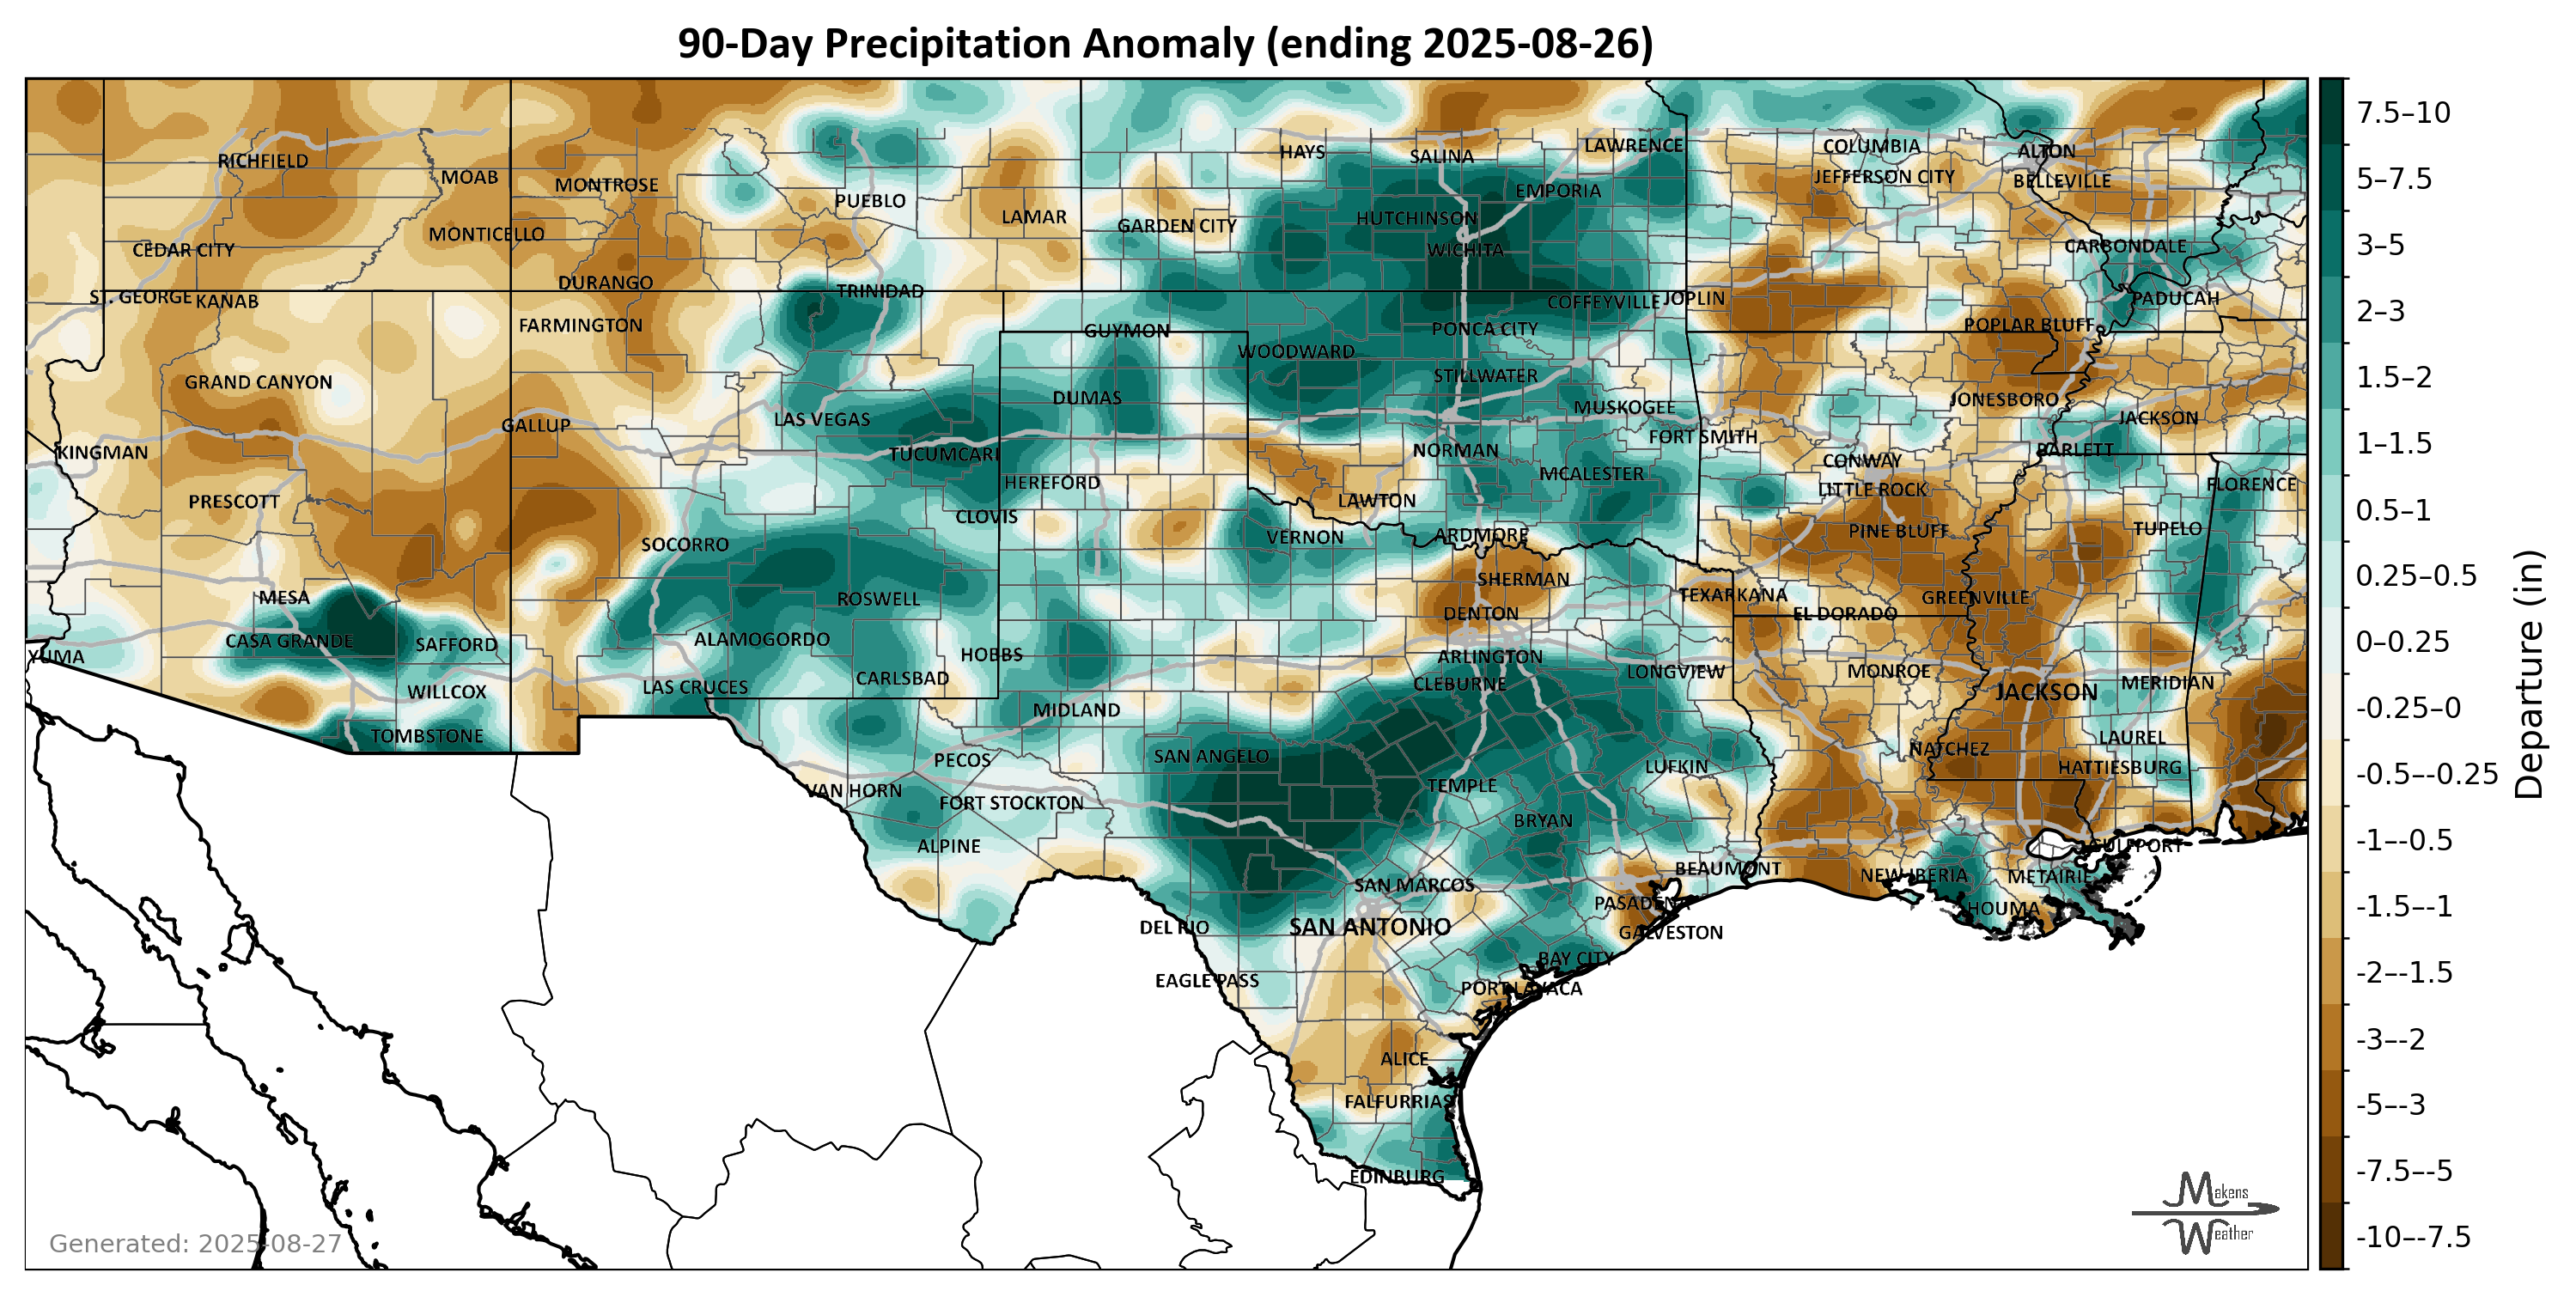 90-Day Precipitation Anomaly (ending 2025-08-26)
RICHFIELD
MOAB
MONTROSE
PUEBLO
LAMAR
HAYS
SALINA
LAWRENCE
COLUMBIA
ALTON
JEFFERSON CITY
BELLEVILLE
EMPORIA
HUTCHINSON
GARDEN CITY
WICHITA
MONTICELLO
CEDAR CITY
CARBONDALE
DURANGO
TRINIDAD
ST. GEORGE
KANAB
COFFEYVILLE
JOPLIN
PADUCAH
FARMINGTON
GUYMON
PONCA CITY
POPLAR BLUFF
WOODWARD
STILLWATER
GRAND CANYON
DUMAS
MUSKOGEE
JONESBORO
JACKSON
GALLUP
LAS VEGAS
FORT SMITH
KINGMAN
TUCUMCARI
NORMAN
BARLETT
CONWAY
HEREFORD
MCALESTER
LITTLE ROCK
FLORENCE
PRESCOTT
LAWTON
CLOVIS
PINE BLUFF
TUPELO
SOCORRO
VERNON
ARDMORE
SHERMAN
MESA
ROSWELL
DENTON
TEXARKANA
EL DORADO
GREENVILLE
CASA GRANDE
SAFFORD
ALAMOGORDO
YUMA
HOBBS
ARLINGTON
LONGVIEW
MONROE
CARLSBAD
CLEBURNE
WILLCOX
LAS CRUCES
JACKSON
MERIDIAN
MIDLAND
TOMBSTONE
NATCHEZ
LAUREL
PECOS
SAN ANGELO
LUFKIN
HATTIESBURG
VAN HORN
FORT STOCKTON
TEMPLE
BRYAN
ALPINE
GULFPORT
BEAUMONT
NEW IBERIA
METAIRIE
SAN MARCOS
PASADENA
HOUMA
DEL RIO
SAN ANTONIO
GALVESTON
BAY CITY
EAGLE PASS
PORT LAVACA
ALICE
FALFURRIAS
EDINBURG
Generated: 2025-08-27
Makens
Weather
7.5–10
5–7.5
3–5
2–3
1.5–2
1–1.5
0.5–1
0.25–0.5
0–0.25
-0.25–0
-0.5–-0.25
-1–-0.5
-1.5–-1
-2–-1.5
-3–-2
-5–-3
-7.5–-5
-10–-7.5
Departure (in)